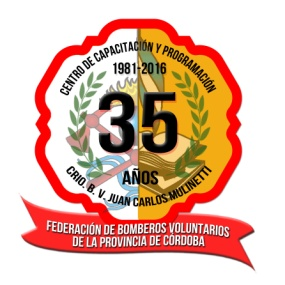 CENTRO DE CAPACITACIÓN Y PROGRAMACIÓN
1981-2016
35
AÑOS
CRIO. B. V. JUAN CARLOS MULINETTI
FEDERACIÓN DE BOMBEROS VOLUNTARIOS
DE LA PROVINCIA DE CÓRDOBA